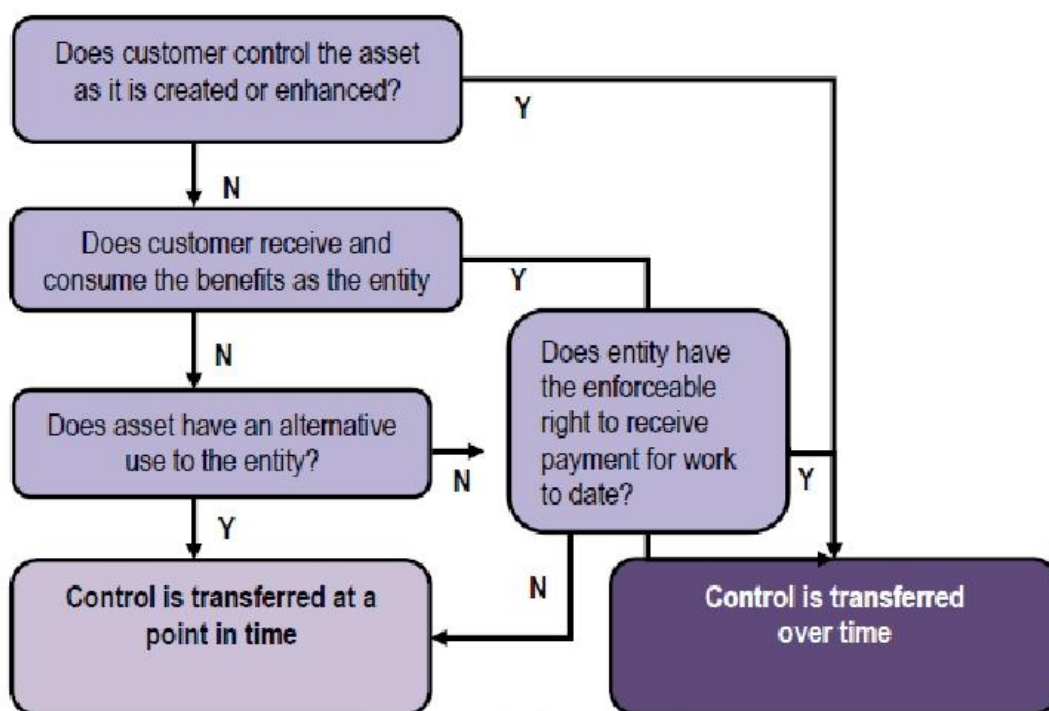 Does customer control the asset
as it is created or enhanced?
Y
N
Does customer receive and
consume the benefits as the entity
Y
N
Does entity have
the enforceable
right to receive
payment for work
to date?
Does asset have an alternative
use to the entity?
N
Y
Y
N
Control is transferred at a
point in time
Control is transferred
over time